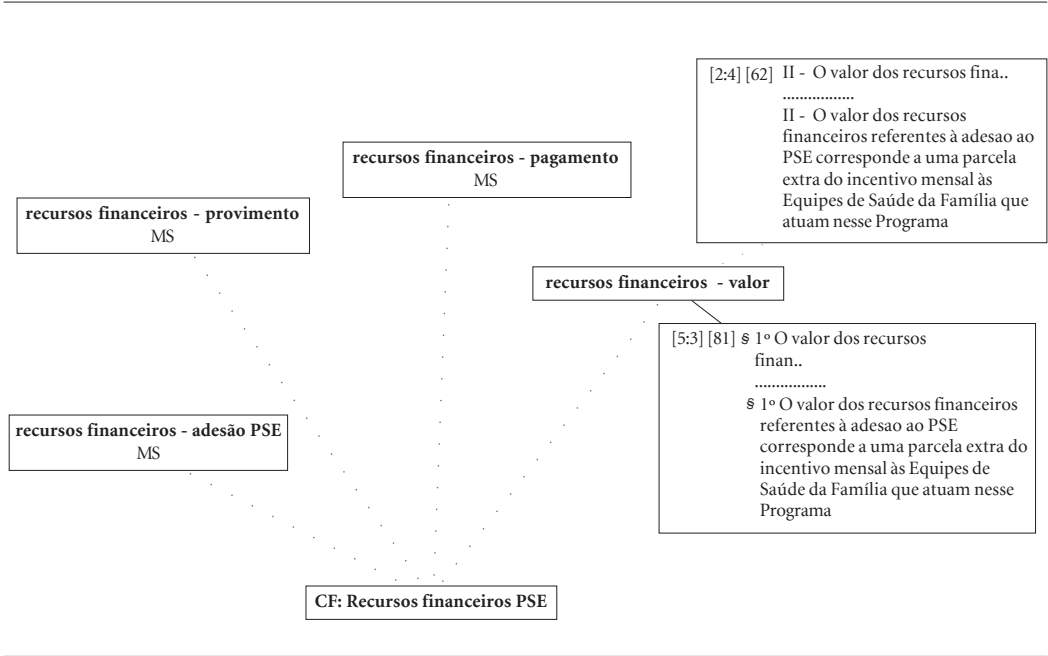 [2:4] [62] II - O valor dos recursos fina..
.................
II - O valor dos recursos
financeiros referentes à adesao ao
PSE corresponde a uma parcela
extra do incentivo mensal às
Equipes de Saúde da Família que
atuam nesse Programa
recursos financeiros - pagamento
MS
recursos financeiros - provimento
MS
recursos financeiros - valor
[5:3] [81] § 1º O valor dos recursos
finan..
.................
§ 1º O valor dos recursos financeiros
referentes à adesao ao PSE
corresponde a uma parcela extra do
incentivo mensal às Equipes de
Saúde da Família que atuam nesse
Programa
recursos financeiros - adesão PSE
MS
CF: Recursos financeiros PSE